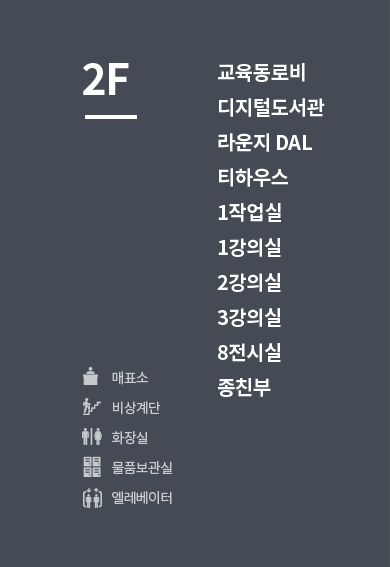 2F
교육동로비
디지털도서관
라운지 DAL
티하우스
1작업실
1강의실
2강의실
3강의실
8전시실
종친부
매표소
비상계단
화장실
물품보관실
엘레베이터